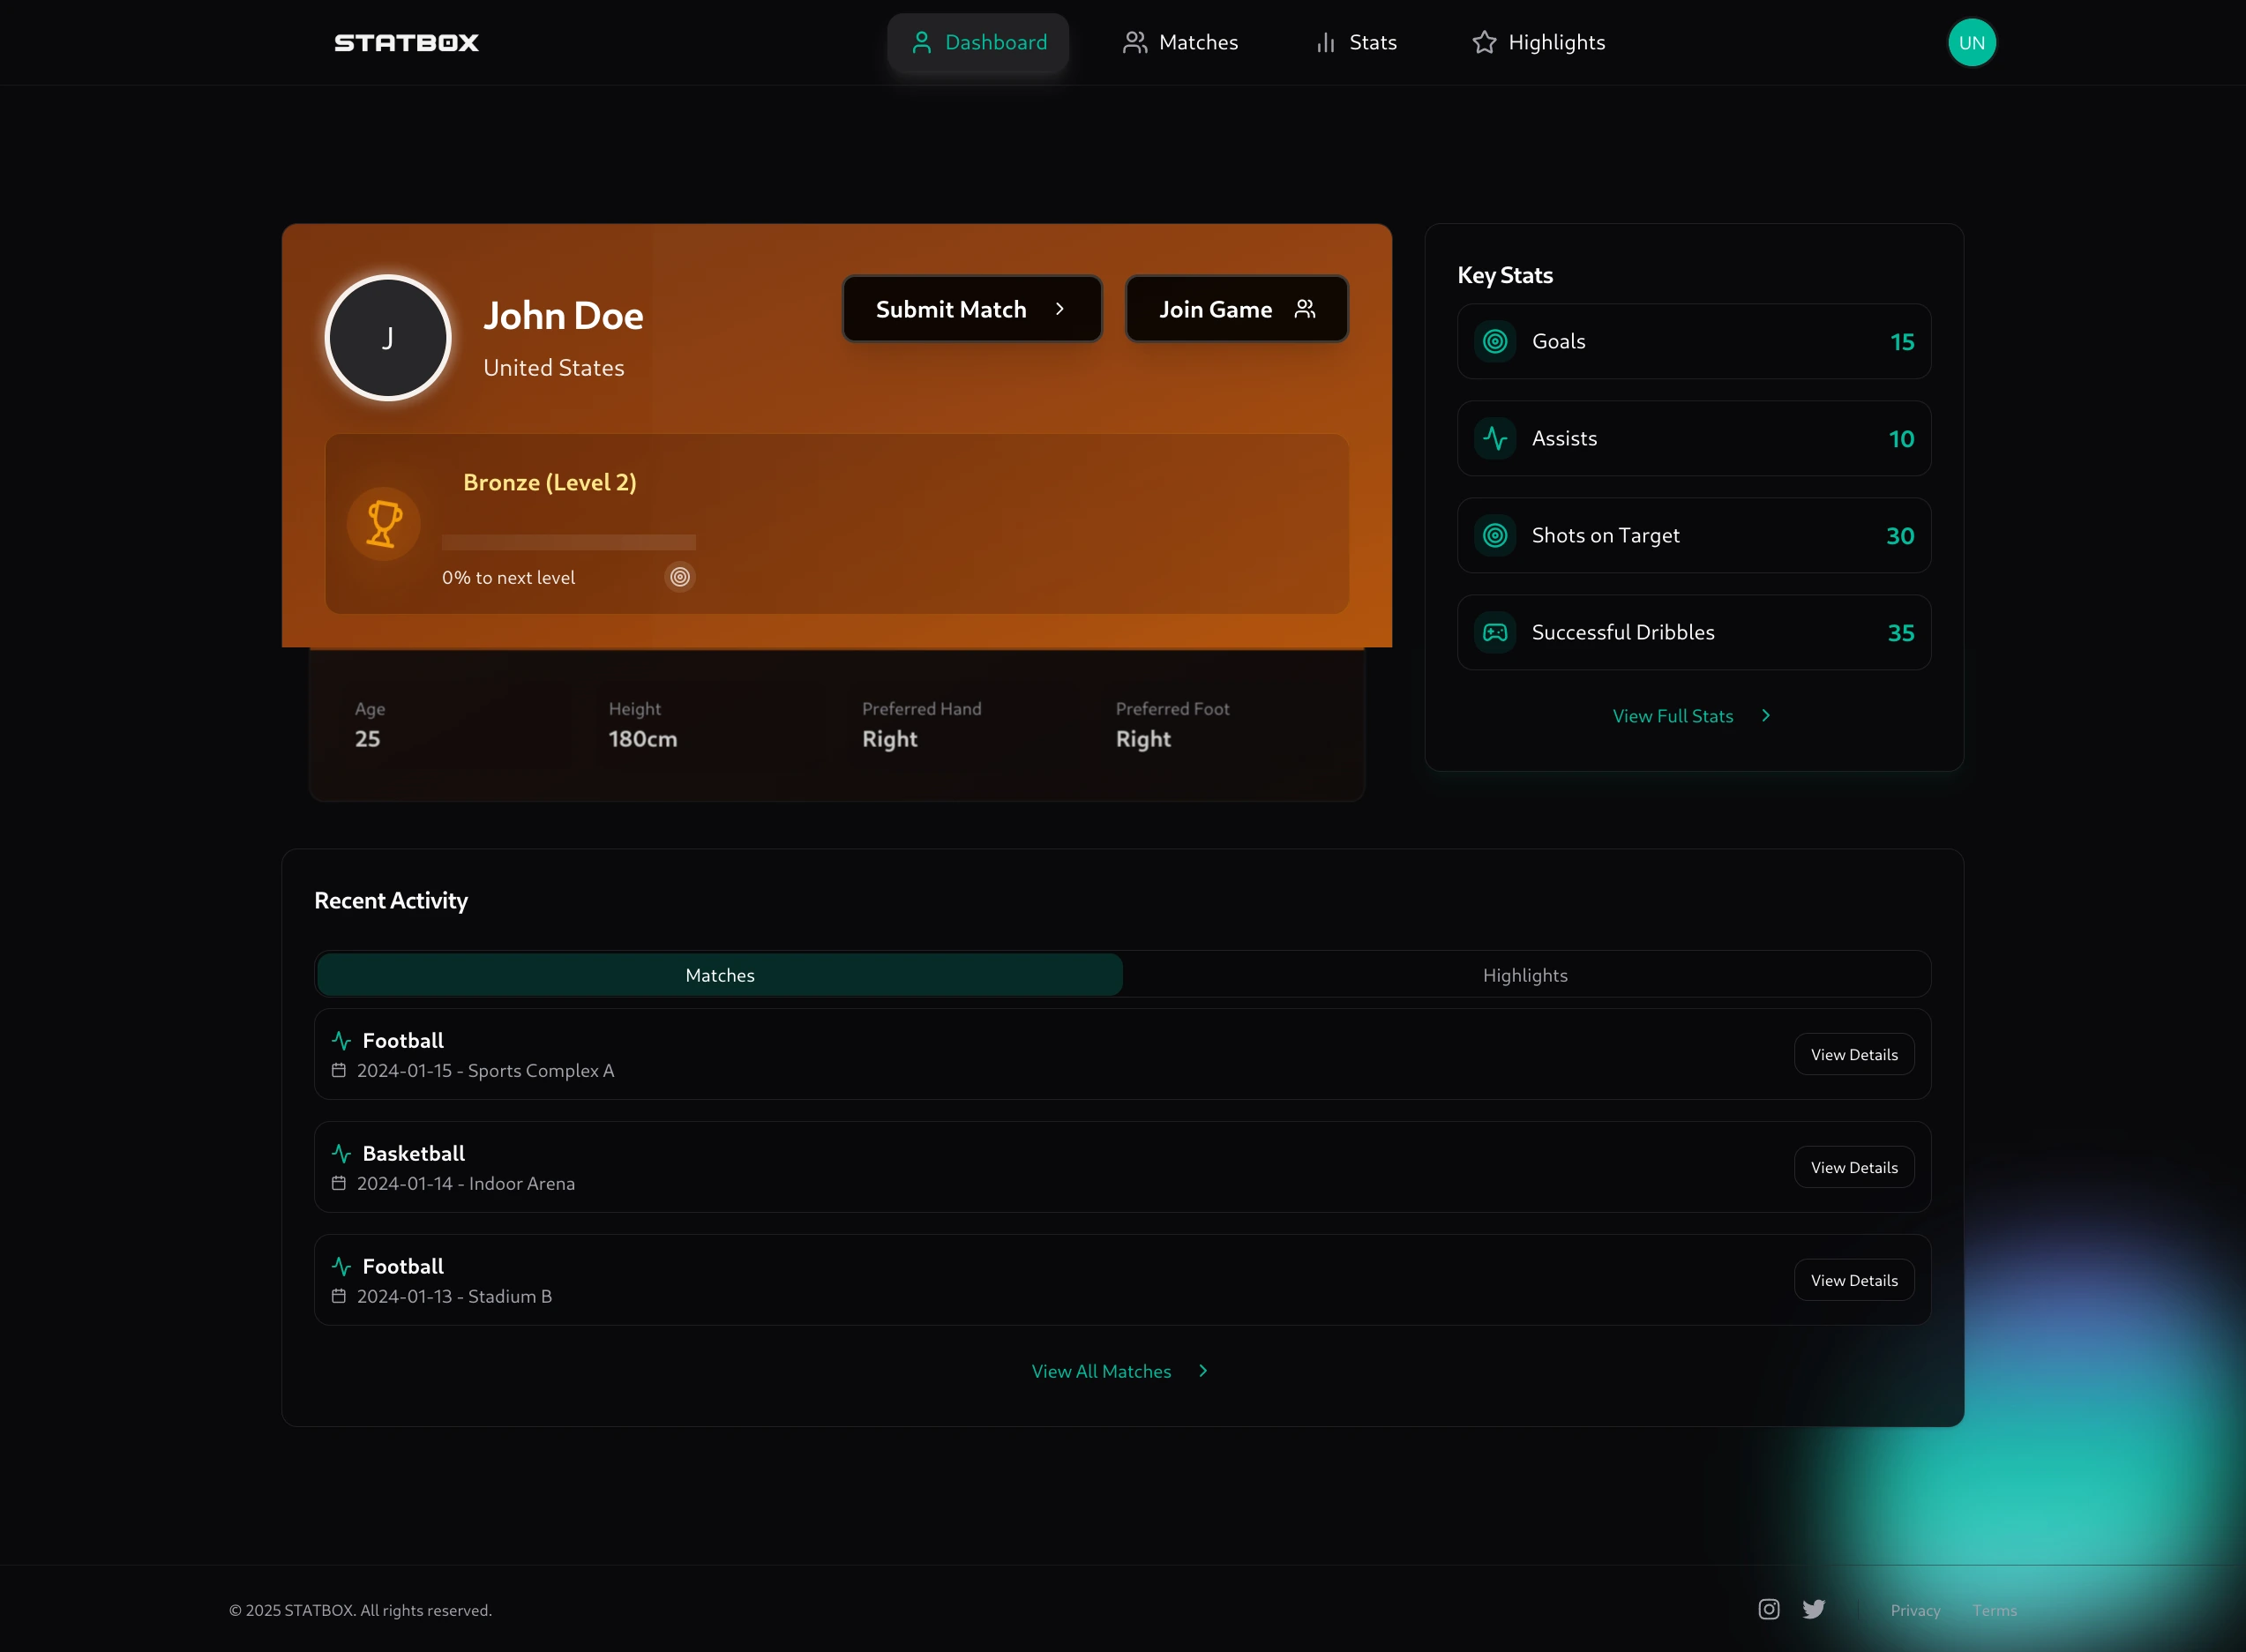 STATBOX
Dashboard
Matches
Stats
Highlights
UN
J
John Doe
United States
Submit Match
Join Game
Bronze (Level 2)
0% to next level
Age
25
Height
180cm
Preferred Hand
Right
Preferred Foot
Right
Key Stats
Goals
15
Assists
10
Shots on Target
30
Successful Dribbles
35
View Full Stats
Recent Activity
Matches
Highlights
Football
2024-01-15 - Sports Complex A
View Details
Basketball
2024-01-14 - Indoor Arena
View Details
Football
2024-01-13 - Stadium B
View Details
View All Matches
© 2025 STATBOX. All rights reserved.
Privacy
Terms